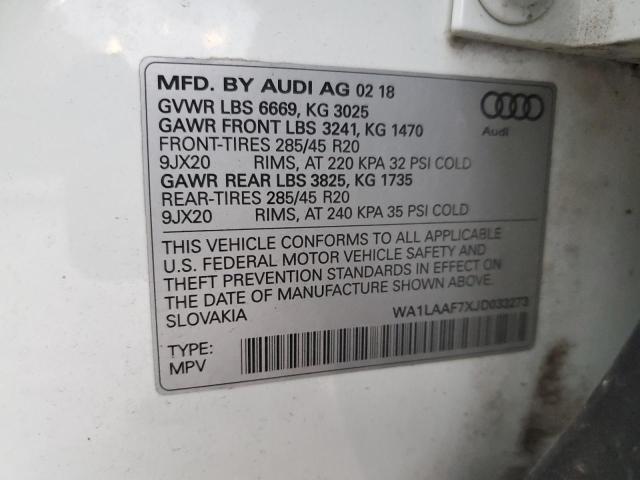 MFD. BY AUDI AG 02 18
GVWR LBS 6669, KG 3025
GAWR FRONT LBS 3241, KG 1470
FRONT-TIRES 285/45 R20
9JX20 RIMS, AT 220 KPA 32 PSI COLD
GAWR REAR LBS 3825, KG 1735
REAR-TIRES 285/45 R20
9JX20 RIMS, AT 240 KPA 35 PSI COLD
Audi
THIS VEHICLE CONFORMS TO ALL APPLICABLE
U.S. FEDERAL MOTOR VEHICLE SAFETY AND
THEFT PREVENTION STANDARDS IN EFFECT ON
THE DATE OF MANUFACTURE SHOWN ABOVE.
SLOVAKIA
WA1LAAF7XJD033273
TYPE:
MPV